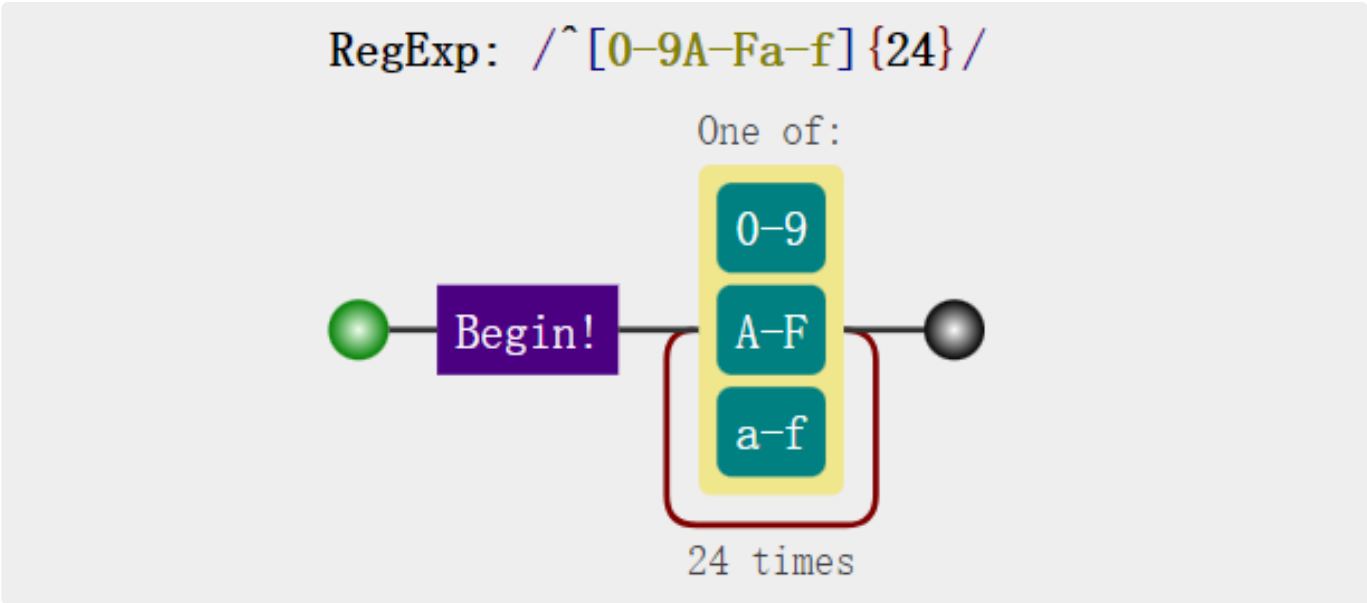 RegExp: /^[0-9A-Fa-f]{24}/
One of:
0-9
Begin!
A-F
a-f
24 times